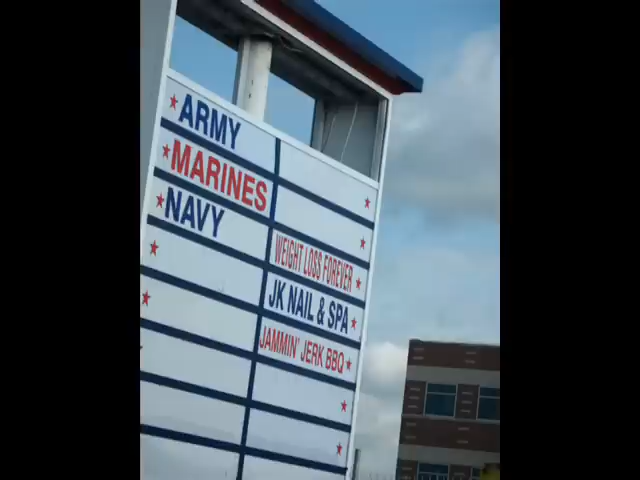 ARMY
MARINES
NAVY
WEIGHT LOSS FOREVER
JK NAIL & SPA
JAMMIN' JERK BBQ